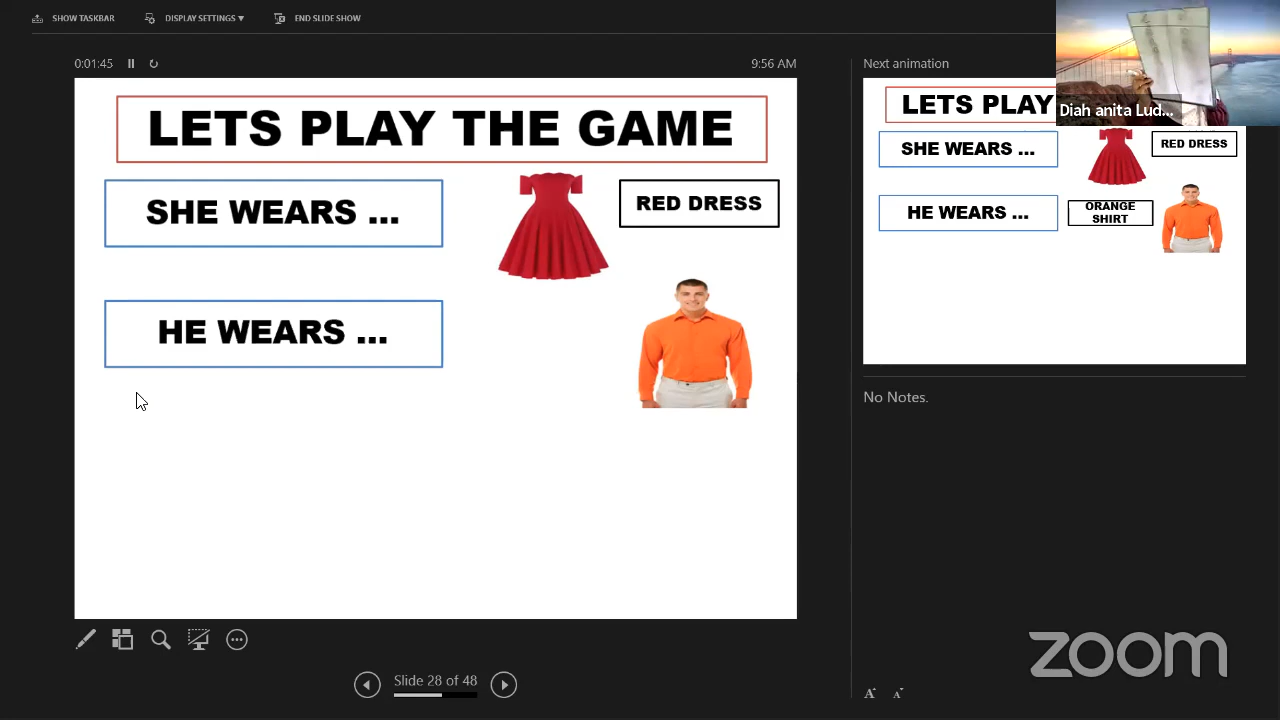 SHOW TASKBAR
DISPLAY SETTINGS ▼
END SLIDE SHOW
0:01:45
9:56 AM
LETS PLAY THE GAME
SHE WEARS ...
RED DRESS
HE WEARS ...
Slide 28 of 48
Next animation
Diah anita Lud...
LETS PLAY
SHE WEARS ...
RED DRESS
HE WEARS ...
ORANGE
SHIRT
No Notes.
A A
zoom